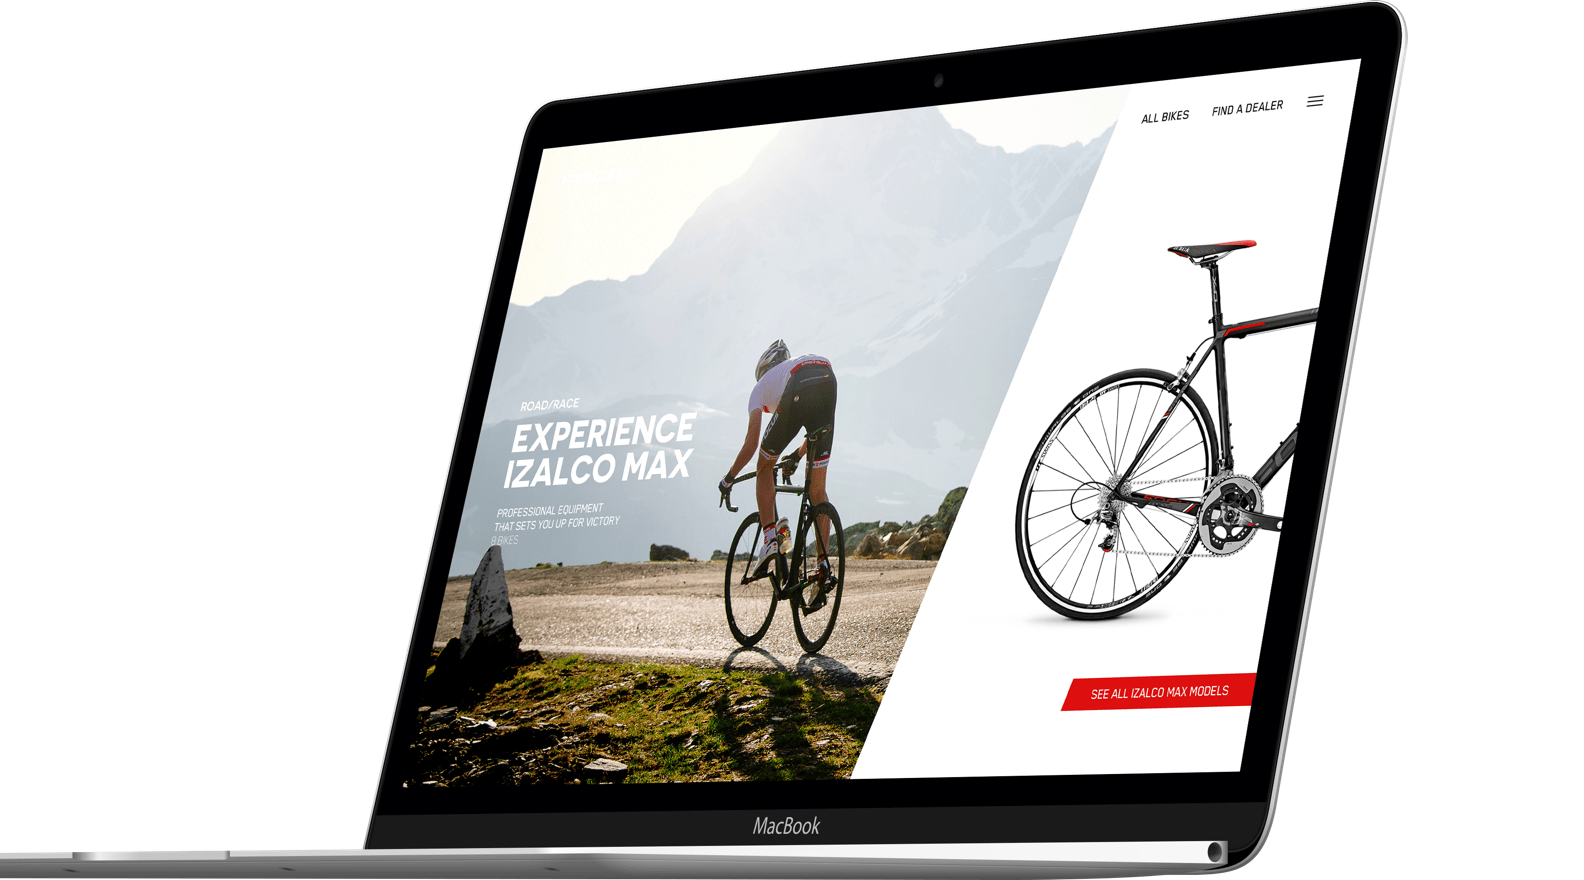 ALL BIKES
FIND A DEALER
ROAD/RACE
EXPERIENCE
IZALCO MAX
PROFESSIONAL EQUIPMENT
THAT SETS YOU UP FOR VICTORY
8 BIKES
SEE ALL IZALCO MAX MODELS
MacBook